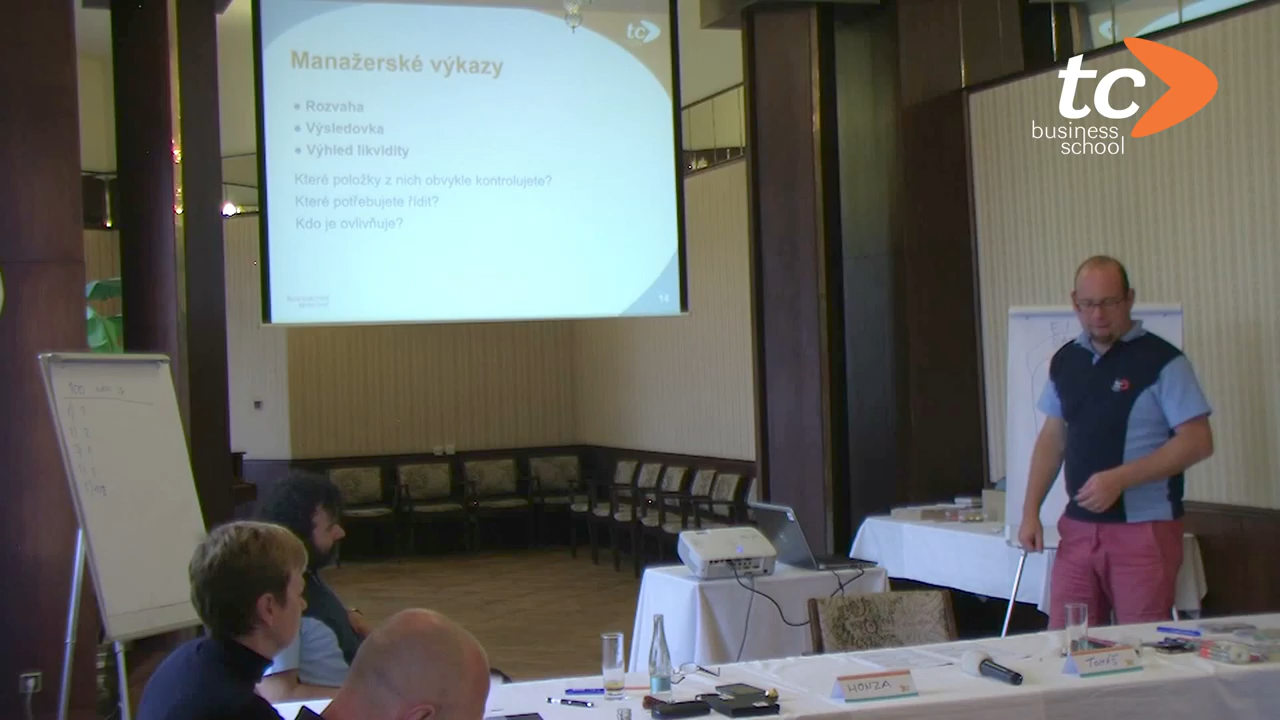 tc
Manažerské výkazy
• Rozvaha
• Výsledovka
• Výhled likvidity
Které položky z nich obvykle kontrolujete?
Které potřebujete řídit?
Kdo je ovlivňuje?
tc
business
school
HONZA
TOMÁŠ